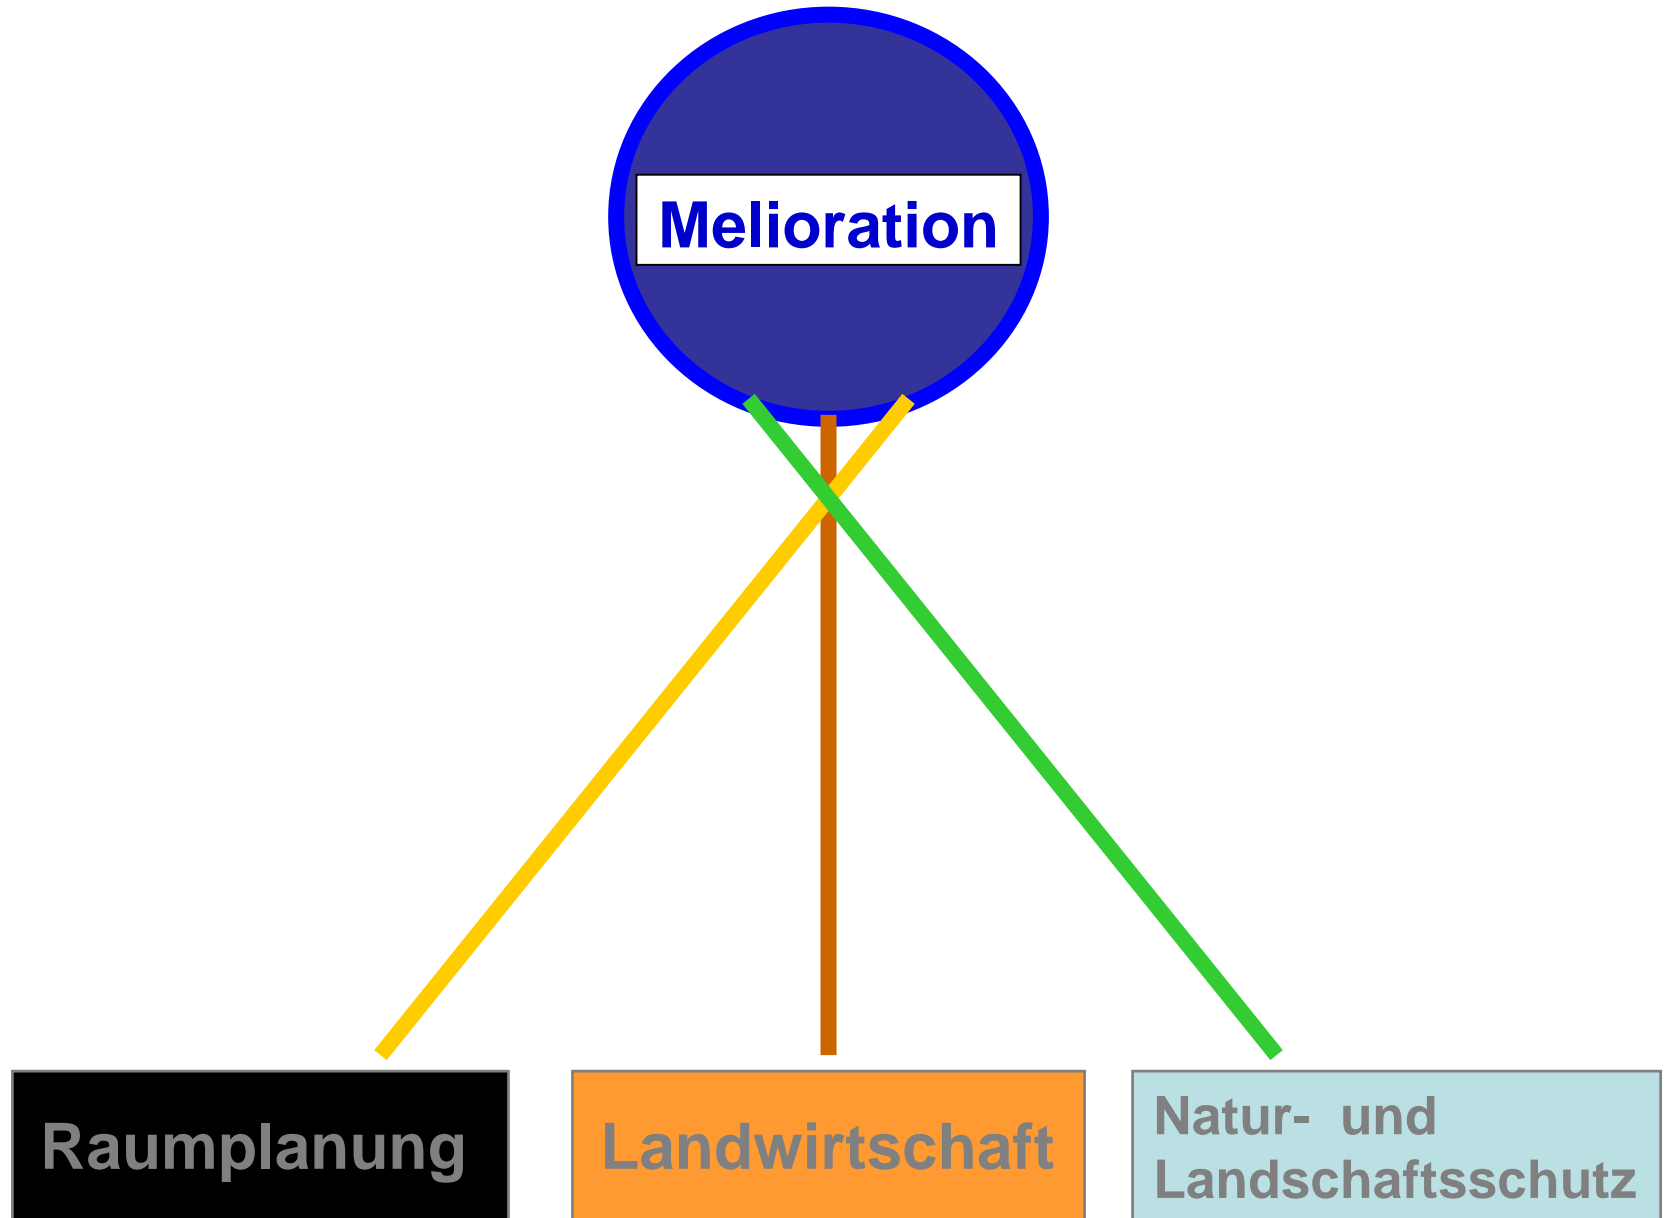 Melioration
Raumplanung
Landwirtschaft
Natur- und
Landschaftsschutz